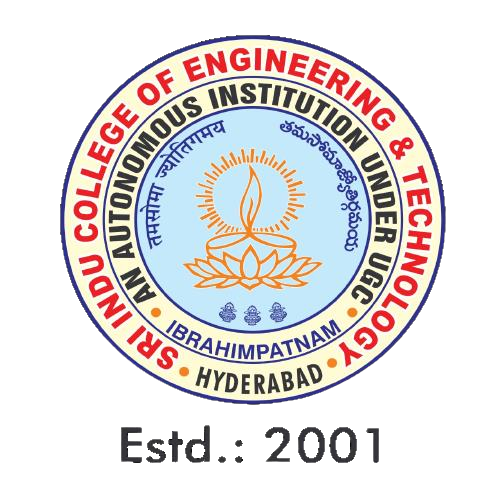 SRI INDU COLLEGE OF ENGINEERING & TECHNOLOGY
AN AUTONOMOUS INSTITUTION UNDER UGC
तमसोमा ज्योतिगमय
తమసోమాజ్యోతిర్గమయ
IBRAHIMPATNAM
HYDERABAD
Estd.: 2001